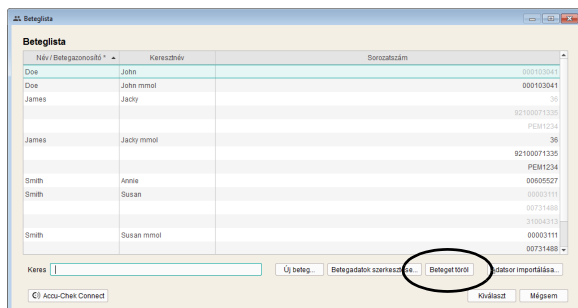 Beteglista
Beteglista
Név / Betegazonosító * Keresztnév Sorozatszám
Doe John 000103041
Doe John mmol 000103041
James Jacky 36
92100071335
PEM1234
James Jacky mmol 36
92100071335
PEM1234
Smith Annie 00605527
Smith Susan 00003111
00731488
31004313
Smith Susan mmol 00003111
00731488
Keres Új beteg... Betegadatok szerkesztése... Beteget töröl Adatsor importálása...
Accu-Chek Connect Kiválaszt Mégsem